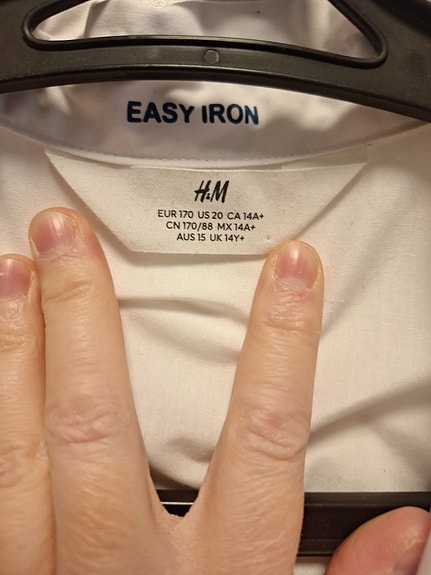 EASY IRON
H&M
EUR 170 US 20 CA 14A+
CN 170/88 MX 14A+
AUS 15 UK 14Y+